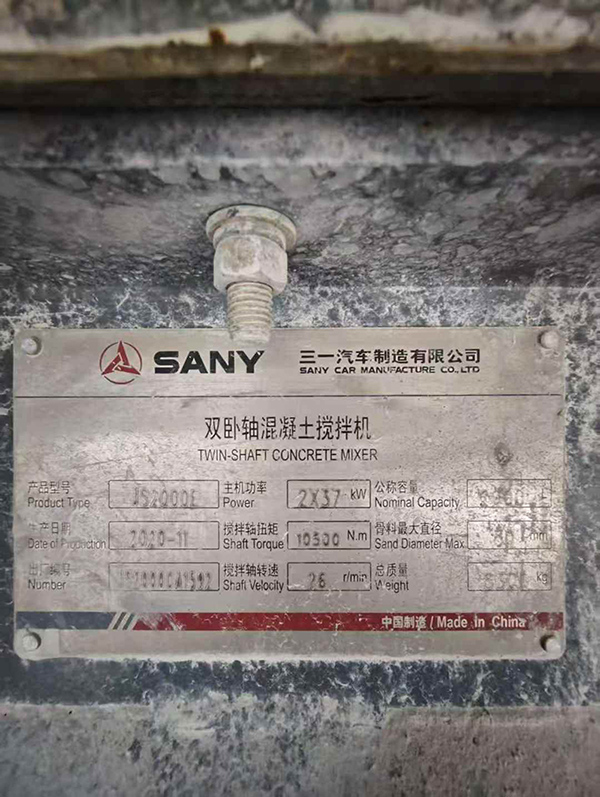 SANY 三一汽车制造有限公司
SANY CAR MANUFACTURE CO.,LTD
双卧轴混凝土搅拌机
TWIN-SHAFT CONCRETE MIXER
产品型号 主机功率 2X37 kW 公称容量 L
Product Type Power Nominal Capacity
生产日期 2020-11 搅拌轴扭矩 10500 N.m 骨料最大直径 mm
Date of Production Shaft Torque Sand Diameter Max
出厂编号 搅拌轴转速 26 r/min 总质量 kg
Number Shaft Velocity Weight
中国制造 / Made in China